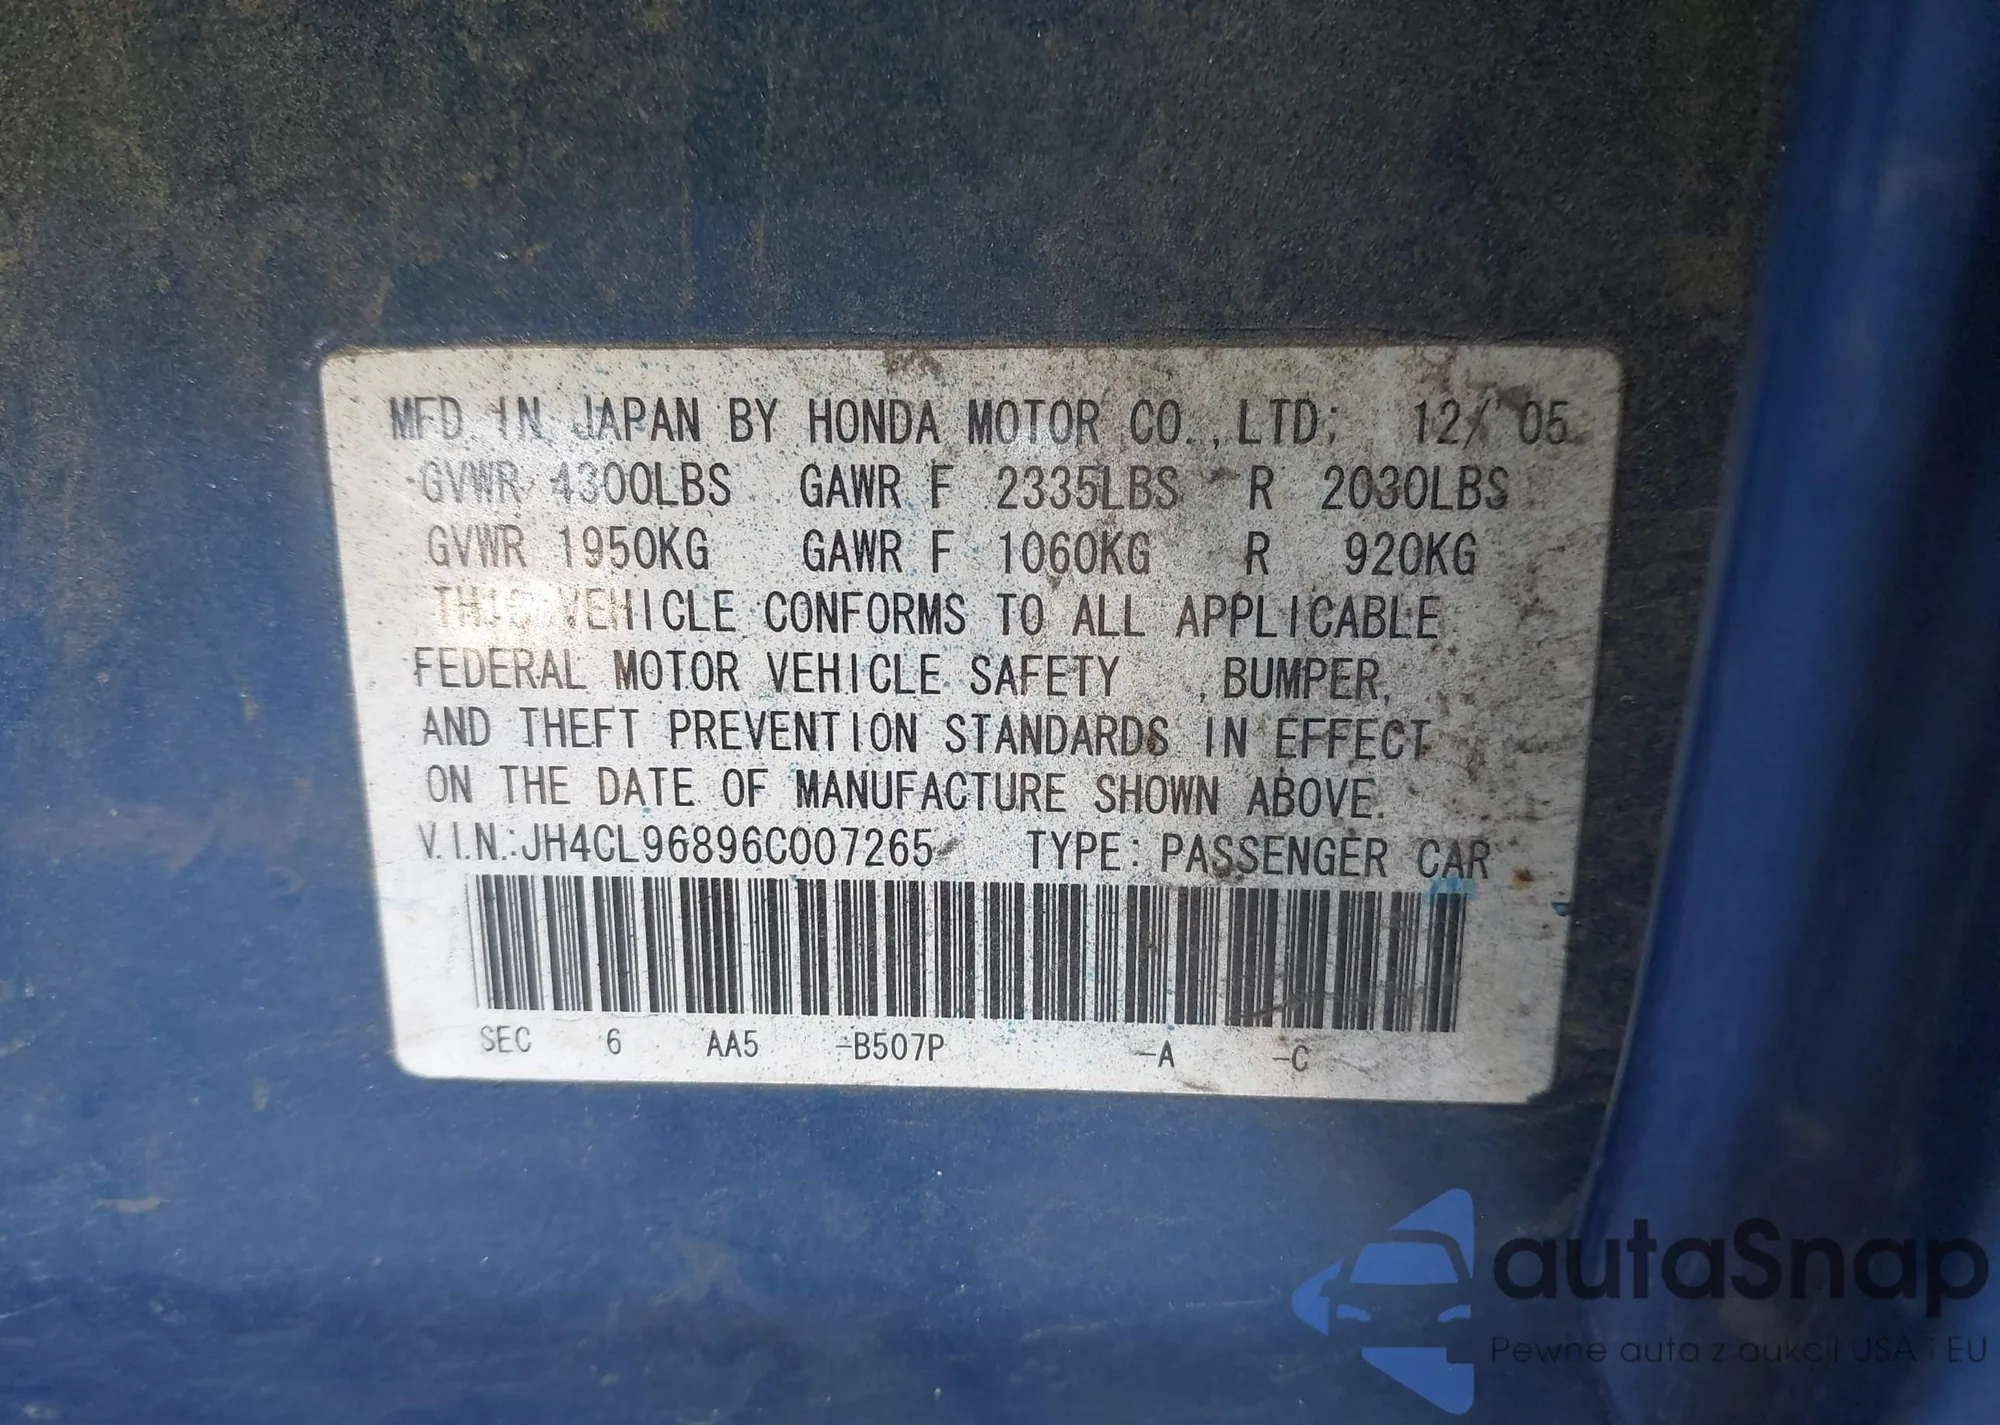 MFD. IN JAPAN BY HONDA MOTOR CO., LTD; 12/ '05
GVWR 4300LBS GAWR F 2335LBS R 2030LBS
GVWR 1950KG GAWR F 1060KG R 920KG
THIS VEHICLE CONFORMS TO ALL APPLICABLE
FEDERAL MOTOR VEHICLE SAFETY , BUMPER,
AND THEFT PREVENTION STANDARDS IN EFFECT
ON THE DATE OF MANUFACTURE SHOWN ABOVE.
V.I.N.:JH4CL96896C007265 TYPE: PASSENGER CAR
SEC 6 AA5 -B507P -A -C
autaSnap
Pewne auta z aukcji USA i EU